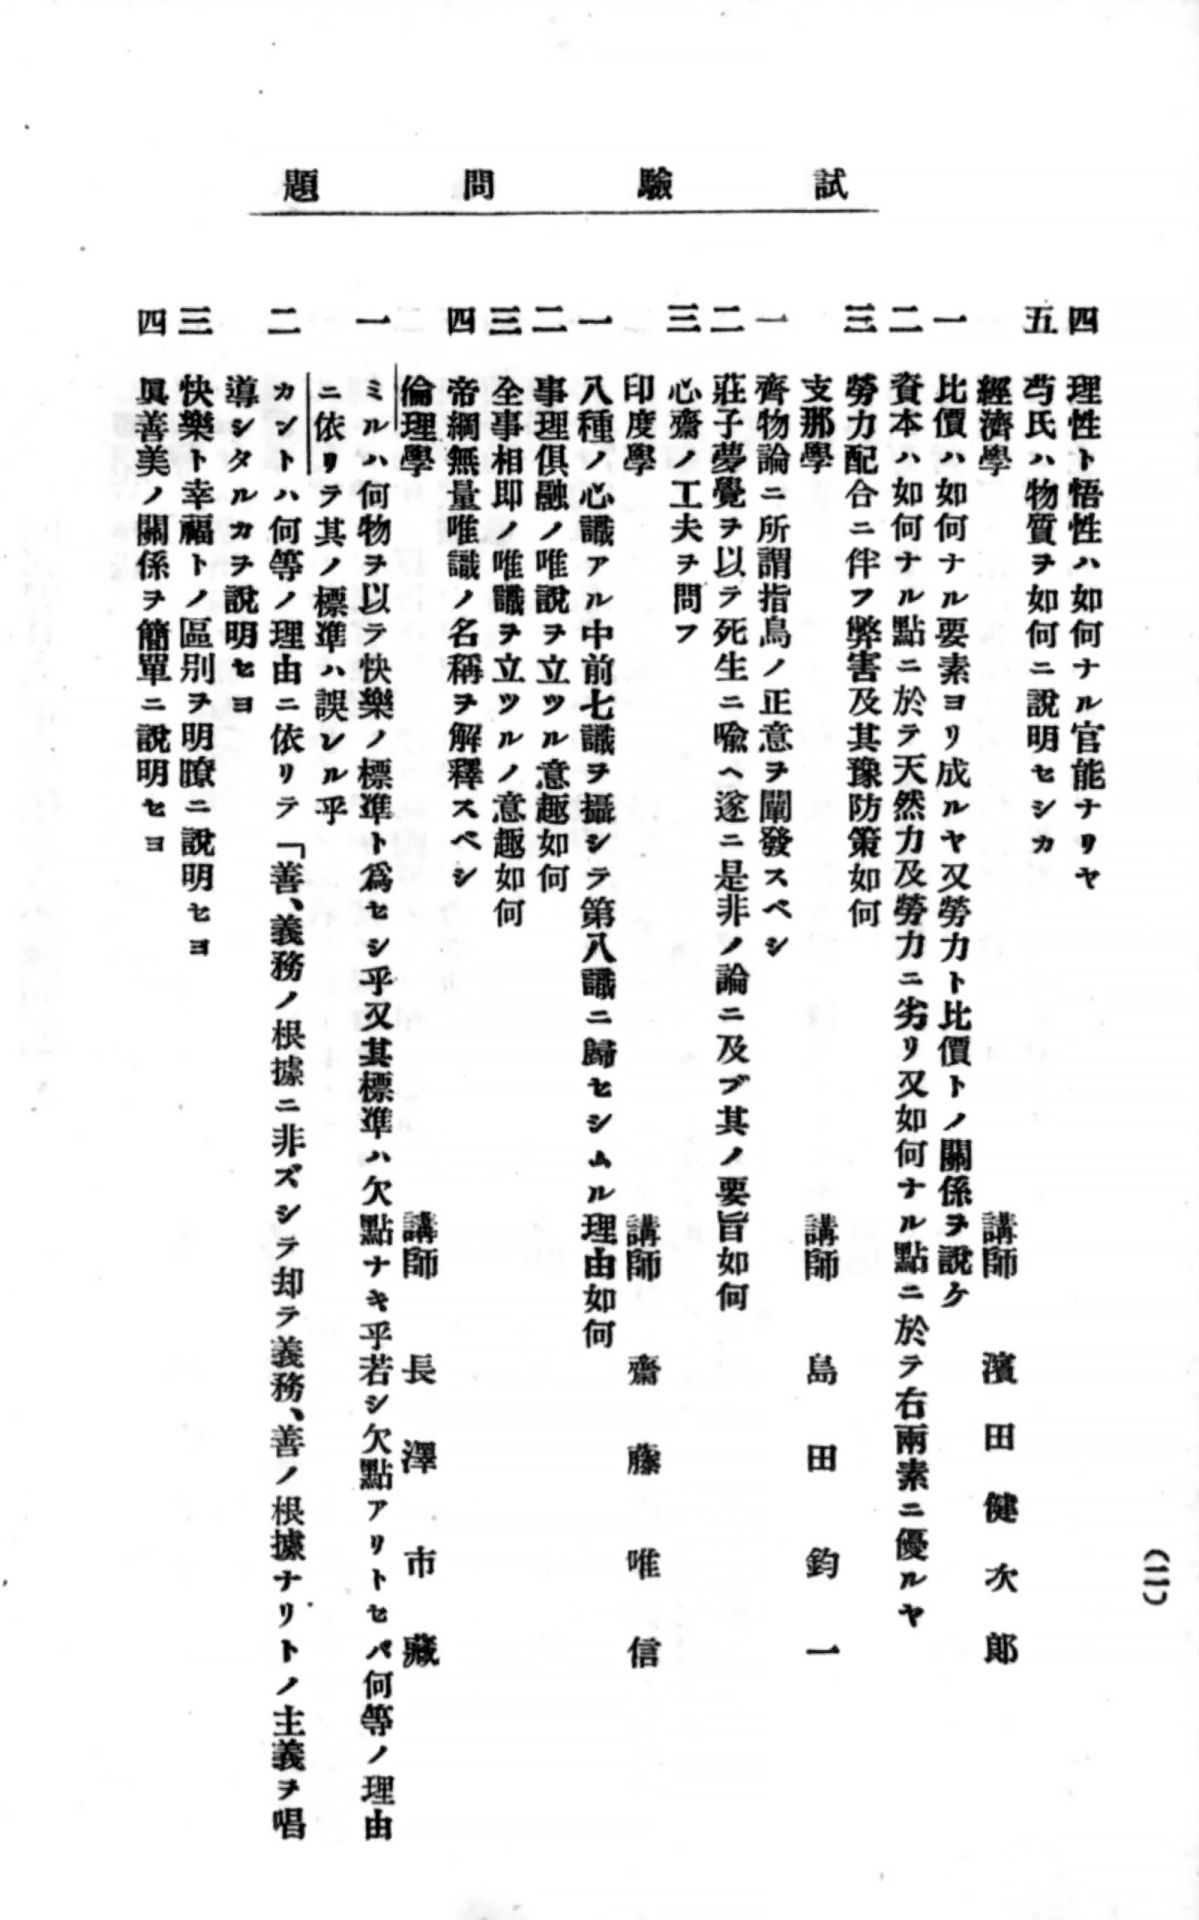 試驗問題
(二)
四 理性ト悟性ハ如何ナル官能ナリヤ
五 芍氏ハ物質ヲ如何ニ說明セシカ
經濟學 講師 濱田健次郎
一 比價ハ如何ナル要素ヨリ成ルヤ又勞力ト比價トノ關係ヲ說ケ
二 資本ハ如何ナル點ニ於テ天然力及勞力ニ劣リ又如何ナル點ニ於テ右兩素ニ優ルヤ
三 勞力配合ニ伴フ弊害及其豫防策如何
支那學 講師 島田鈞一
一 齊物論ニ所謂指馬ノ正意ヲ闡發スベシ
二 莊子夢覺ヲ以テ死生ニ喩ヘ遂ニ是非ノ論ニ及ブ其ノ要旨如何
三 心齋ノ工夫ヲ問フ
印度學 講師 齋藤唯信
一 八種ノ心識アル中前七識ヲ攝シテ第八識ニ歸セシムル理由如何
二 事理俱融ノ唯說ヲ立ツル意趣如何
三 全事相即ノ唯識ヲ立ツルノ意趣如何
四 帝網無量唯識ノ名稱ヲ解釋スベシ
倫理學 講師 長澤市藏
一 ミルハ何物ヲ以テ快樂ノ標準ト爲セシ乎又其標準ハ欠點ナキ乎若シ欠點アリトセバ何等ノ理由
ニ依リテ其ノ標準ハ誤レル乎
二 カントハ何等ノ理由ニ依リテ「善、義務ノ根據ニ非ズシテ却テ義務、善ノ根據ナリトノ主義ヲ唱
導シタルカヲ說明セヨ
三 快樂ト幸福トノ區別ヲ明瞭ニ說明セヨ
四 眞善美ノ關係ヲ簡單ニ說明セヨ